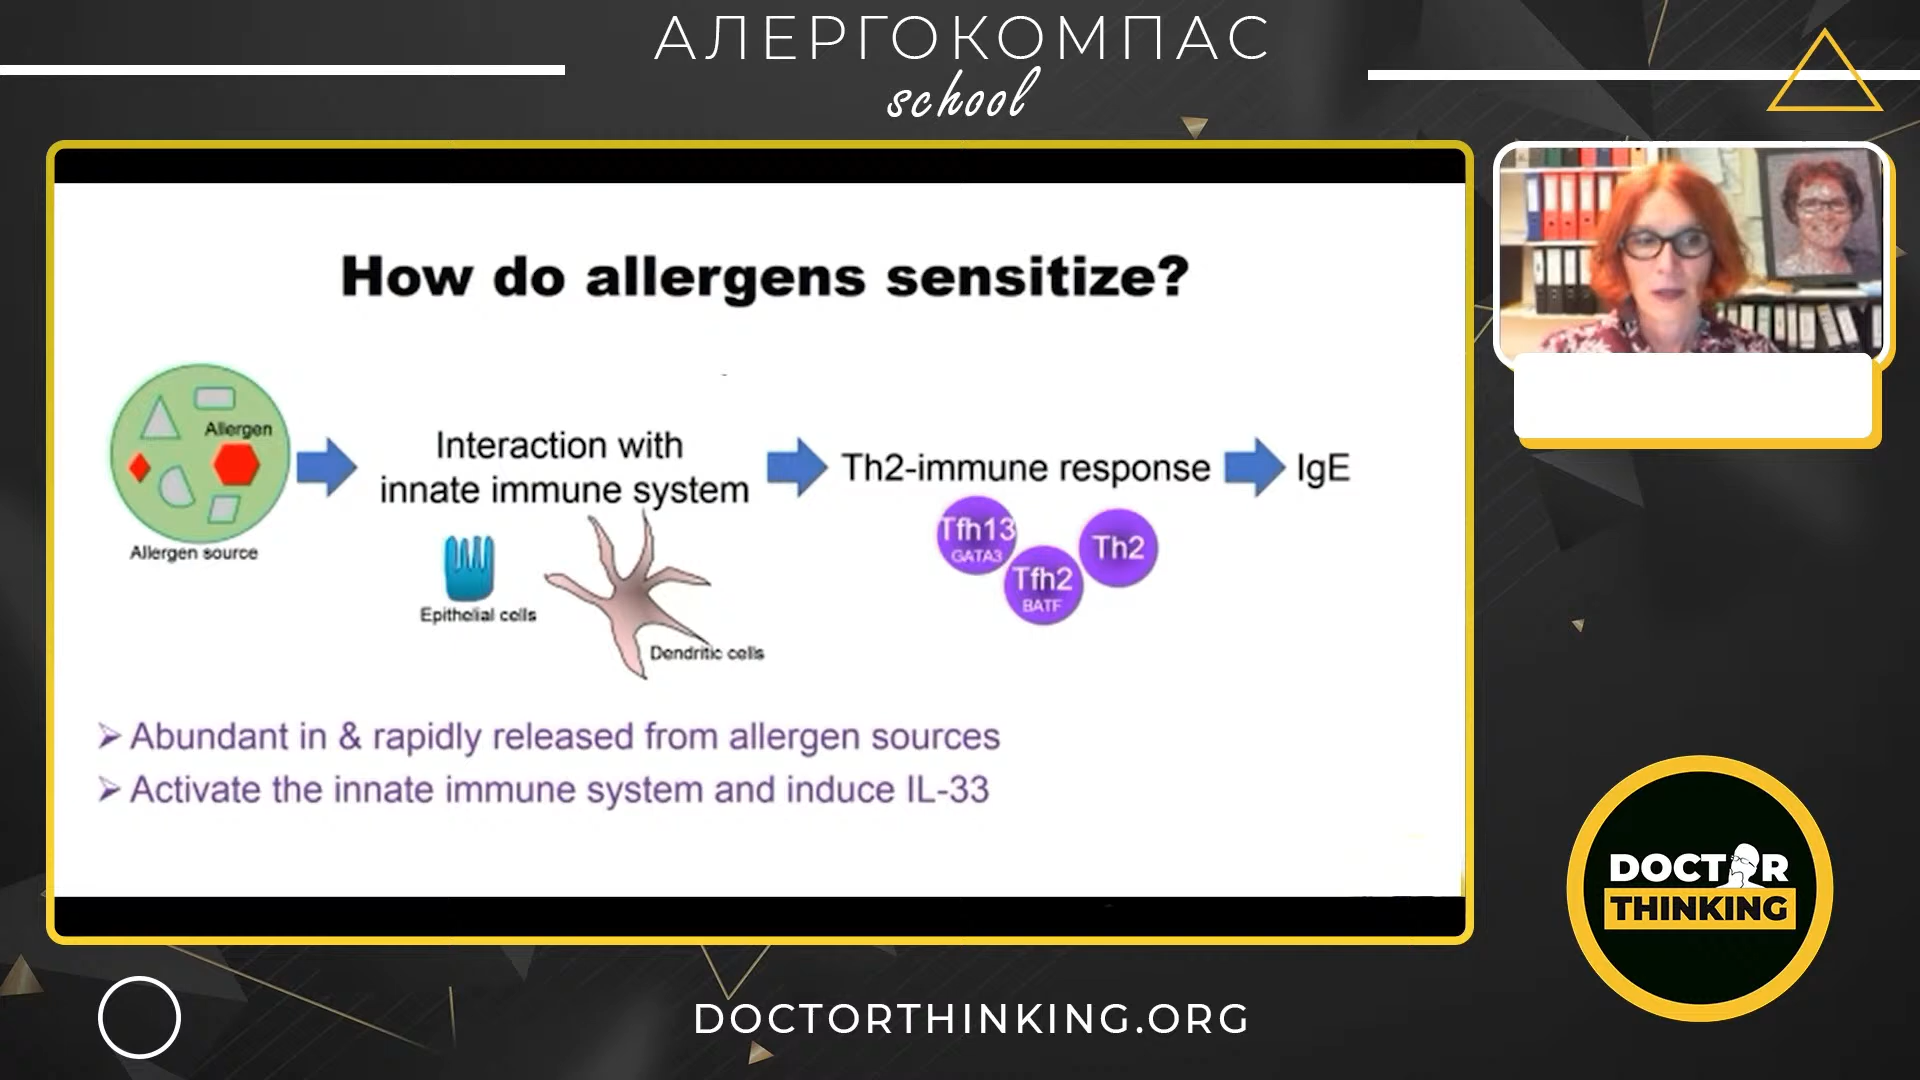 АЛЕРГОКОМПАС
school
How do allergens sensitize?
Allergen
Allergen source
Interaction with
innate immune system
Epithelial cells
Dendritic cells
Th2-immune response
Tfh13
GATA3
Tfh2
BATF
Th2
IgE
➢ Abundant in & rapidly released from allergen sources
➢ Activate the innate immune system and induce IL-33
DOCTOR
THINKING
DOCTORTHINKING.ORG